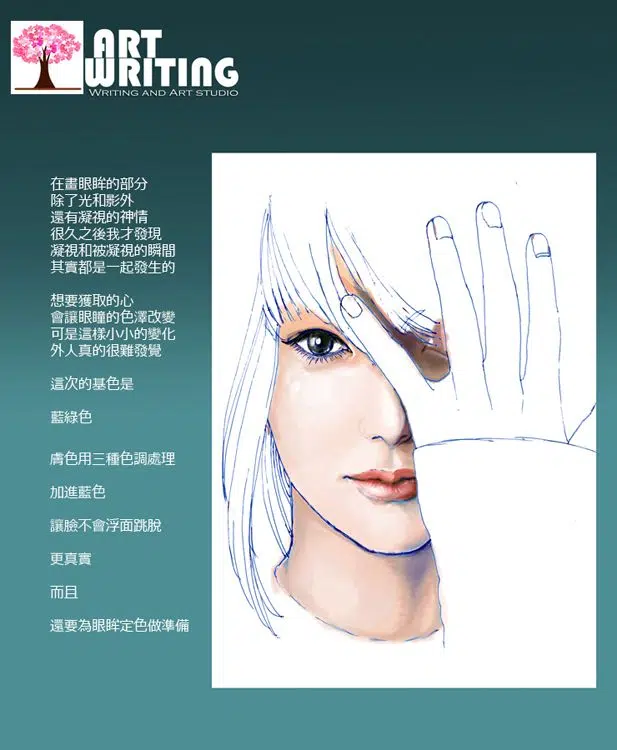 ART
WRITING
WRITING AND ART STUDIO
在畫眼眸的部分
除了光和影外
還有凝視的神情
很久之後我才發現
凝視和被凝視的瞬間
其實都是一起發生的
想要獲取的心
會讓眼瞳的色澤改變
可是這樣小小的變化
外人真的很難發覺
這次的基色是
藍綠色
膚色用三種色調處理
加進藍色
讓臉不會浮面跳脫
更真實
而且
還要為眼眸定色做準備